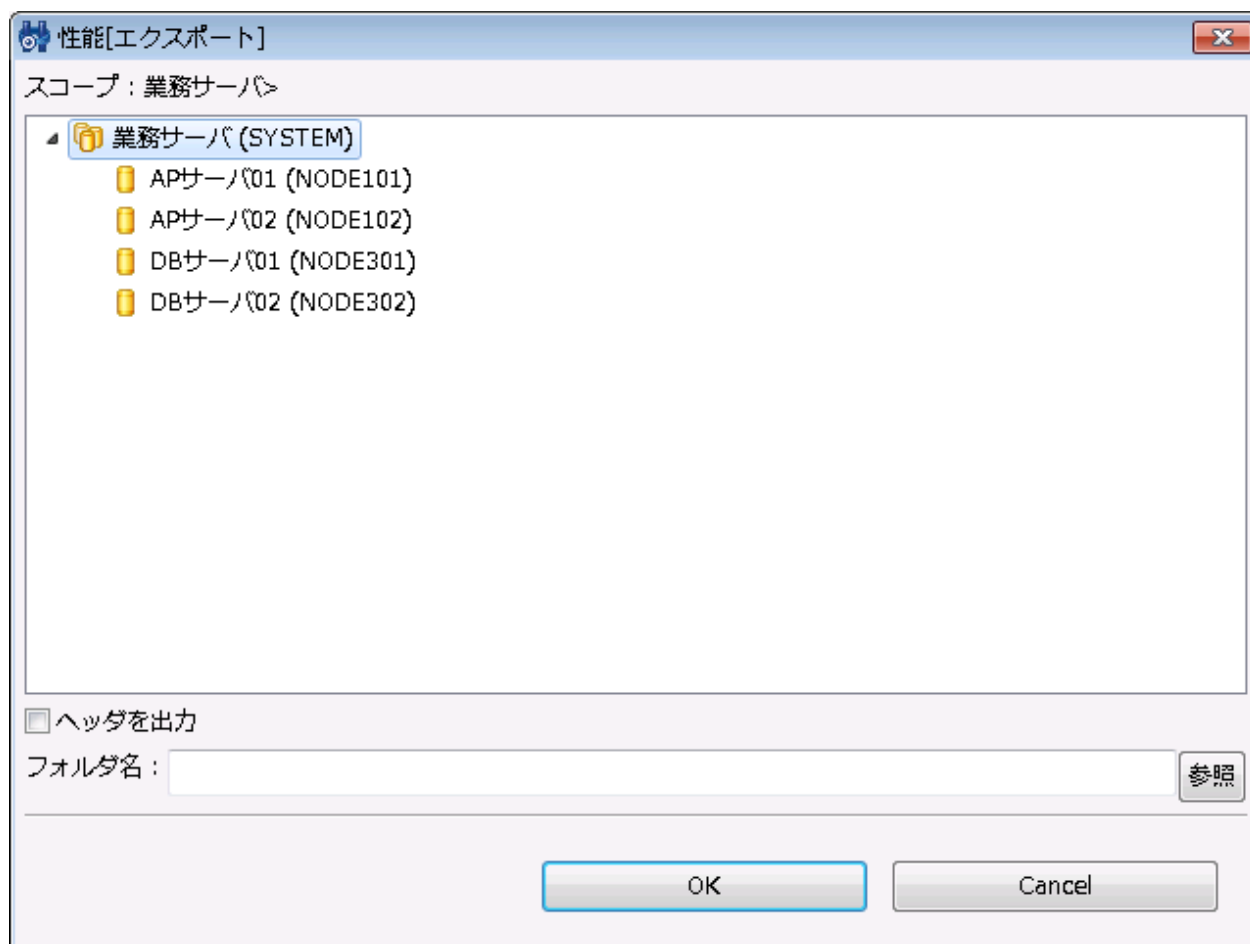 性能[エクスポート]
スコープ：業務サーバ>
業務サーバ (SYSTEM)
APサーバ01 (NODE101)
APサーバ02 (NODE102)
DBサーバ01 (NODE301)
DBサーバ02 (NODE302)
ヘッダを出力
フォルダ名： 参照
OK Cancel